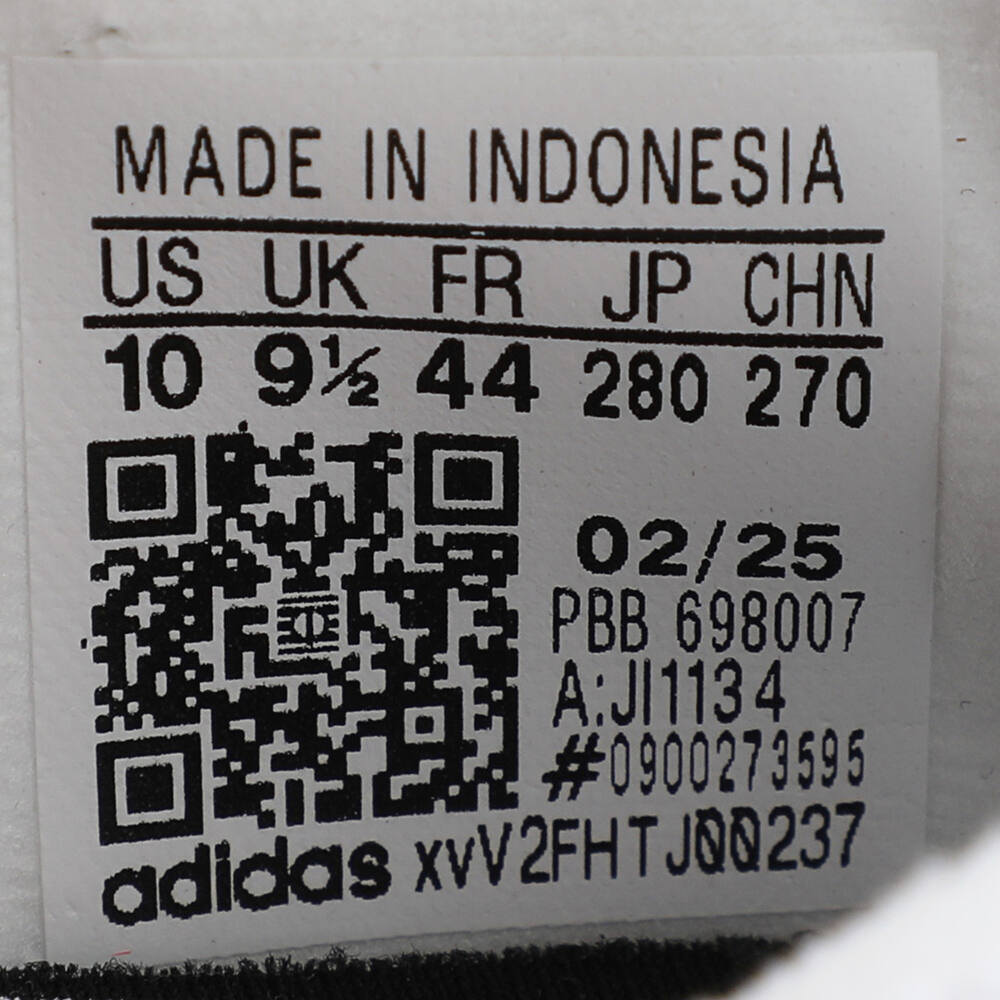 MADE IN INDONESIA
US UK FR JP CHN
10 9½ 44 280 270
02/25
PBB 698007
A:JI1134
#0900273595
adidas xvV2FHTJ00237